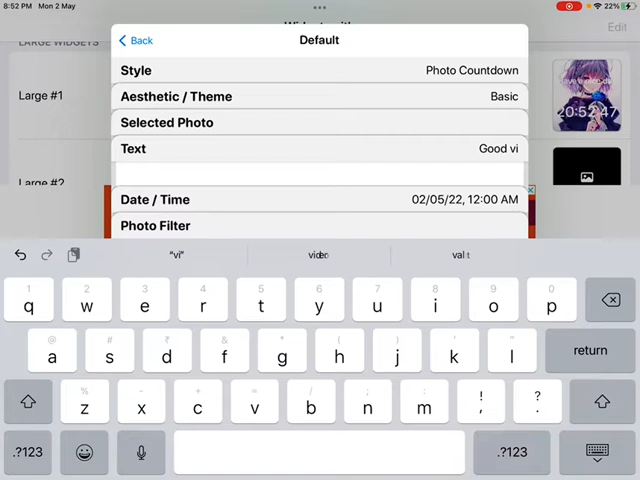 8:52 PM Mon 2 May
22%
Edit
LARGE WIDGETS
Back
Default
Style
Photo Countdown
Large #1
20:52:47
Aesthetic / Theme
Basic
Selected Photo
Text
Good vi
Large #2
Date / Time
02/05/22, 12:00 AM
Photo Filter
"vi"
video
1 2 3 4 5 6 7 8 9 0
q w e r t y u i o p
@ # ₹ & * ( ) ' "
a s d f g h j k l return
% - + = / ; : ! ?
z x c v b n m , .
.?123 .?123